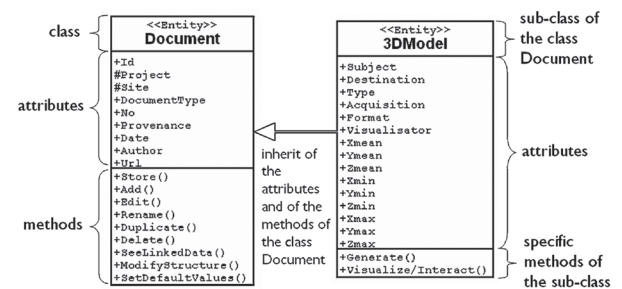 class
attributes
methods
<<Entity>>
Document
+Id
#Project
#Site
+DocumentType
+No
+Provenance
+Date
+Author
+Url
+Store()
+Add()
+Edit()
+Rename()
+Duplicate()
+Delete()
+SeeLinkedData()
+ModifyStructure()
+SetDefaultValues()
inherit of
the
attributes
and of the
methods of
the class
Document
<<Entity>>
3DModel
+Subject
+Destination
+Type
+Acquisition
+Format
+Visualisator
+Xmean
+Ymean
+Zmean
+Xmin
+Ymin
+Zmin
+Xmax
+Ymax
+Zmax
+Generate()
+Visualize/Interact()
sub-class of
the class
Document
attributes
specific
methods of
the sub-class